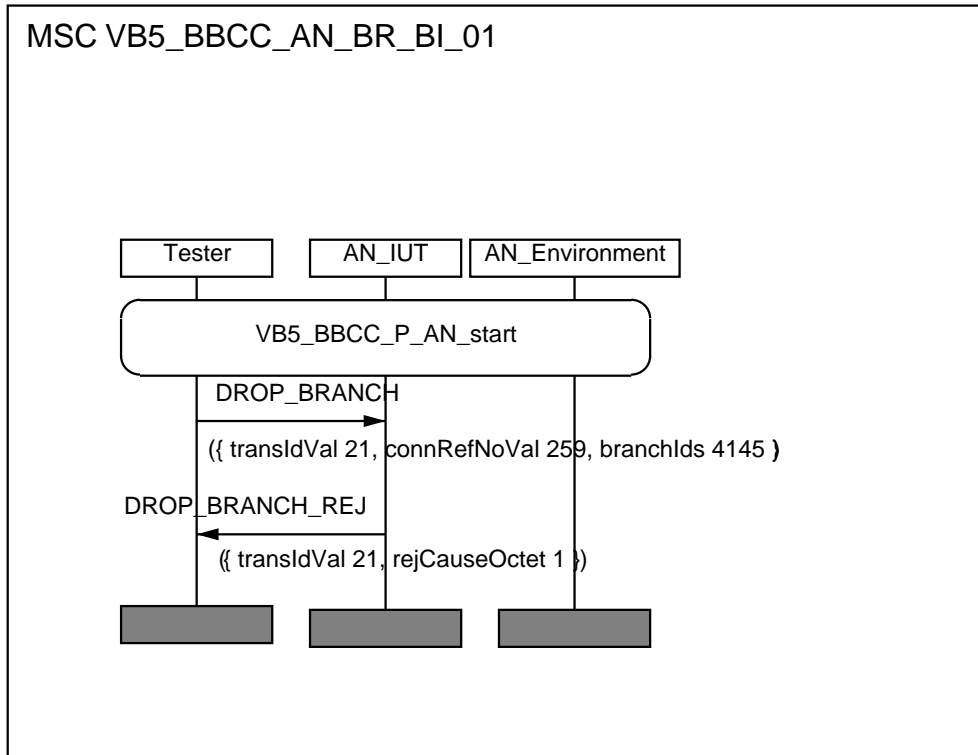 MSC VB5_BBCC_AN_BR_BI_01
Tester AN_IUT AN_Environment
VB5_BBCC_P_AN_start
DROP_BRANCH
({ transIdVal 21, connRefNoVal 259, branchIds 4145 })
DROP_BRANCH_REJ
({ transIdVal 21, rejCauseOctet 1 })